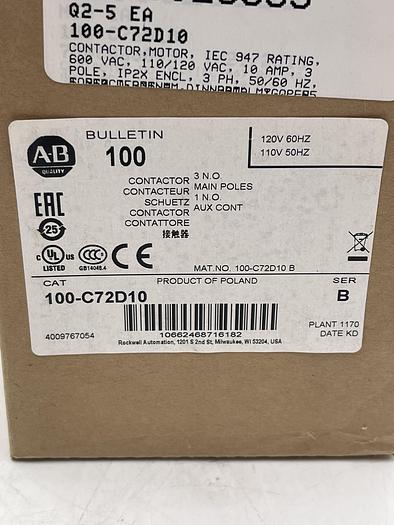 Q2-5 EA
100-C72D10
CONTACTOR,MOTOR, IEC 947 RATING,
600 VAC, 110/120 VAC, 10 AMP, 3
POLE, IP2X ENCL, 3 PH, 50/60 HZ,
A-B
QUALITY
BULLETIN
100
120V 60HZ
110V 50HZ
CONTACTOR
CONTACTEUR
SCHUETZ
CONTACTOR
CONTATTORE
接触器
3 N.O.
MAIN POLES
1 N.O.
AUX CONT
EAC
25
C UL US
LISTED
CCC
GB14048.4
CE
MAT.NO. 100-C72D10 B
CAT
PRODUCT OF POLAND
SER
100-C72D10
B
4009767054
10662468716182
PLANT 1170
DATE KD
Rockwell Automation, 1201 S 2nd St, Milwaukee, WI 53204, USA